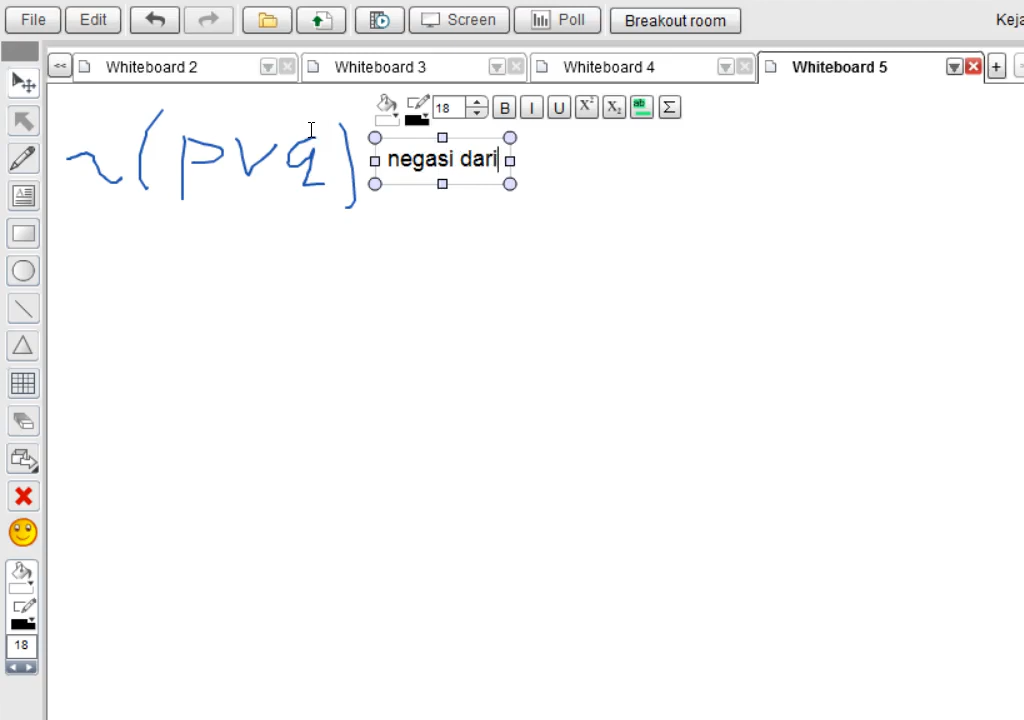 File Edit Screen Poll Breakout room Keja
<< Whiteboard 2 Whiteboard 3 Whiteboard 4 Whiteboard 5 +
18 B I U X² X₂ ab Σ
~(p∨q) negasi dari
18